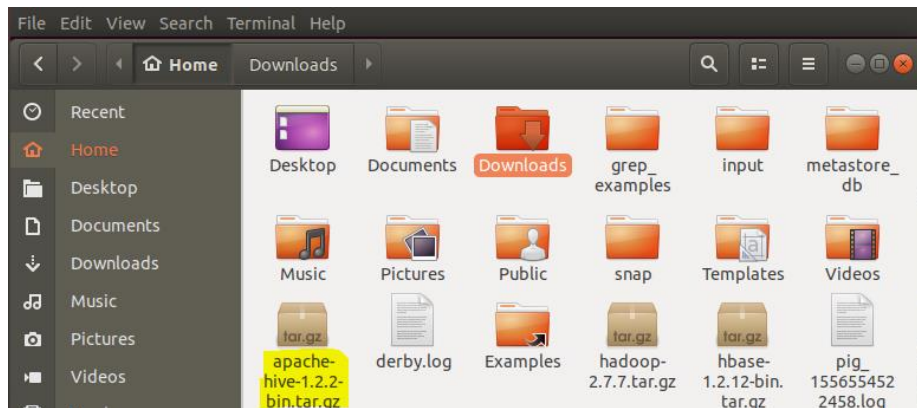 File Edit View Search Terminal Help
Home Downloads
Recent
Home
Desktop
Documents
Downloads
Music
Pictures
Videos
Desktop Documents Downloads grep_ input metastore_
examples db
Music Pictures Public snap Templates Videos
tar.gz tar.gz tar.gz
apache- derby.log Examples hadoop- hbase- pig_
hive-1.2.2- 2.7.7.tar.gz 1.2.12-bin. 155655452
bin.tar.gz tar.gz 2458.log